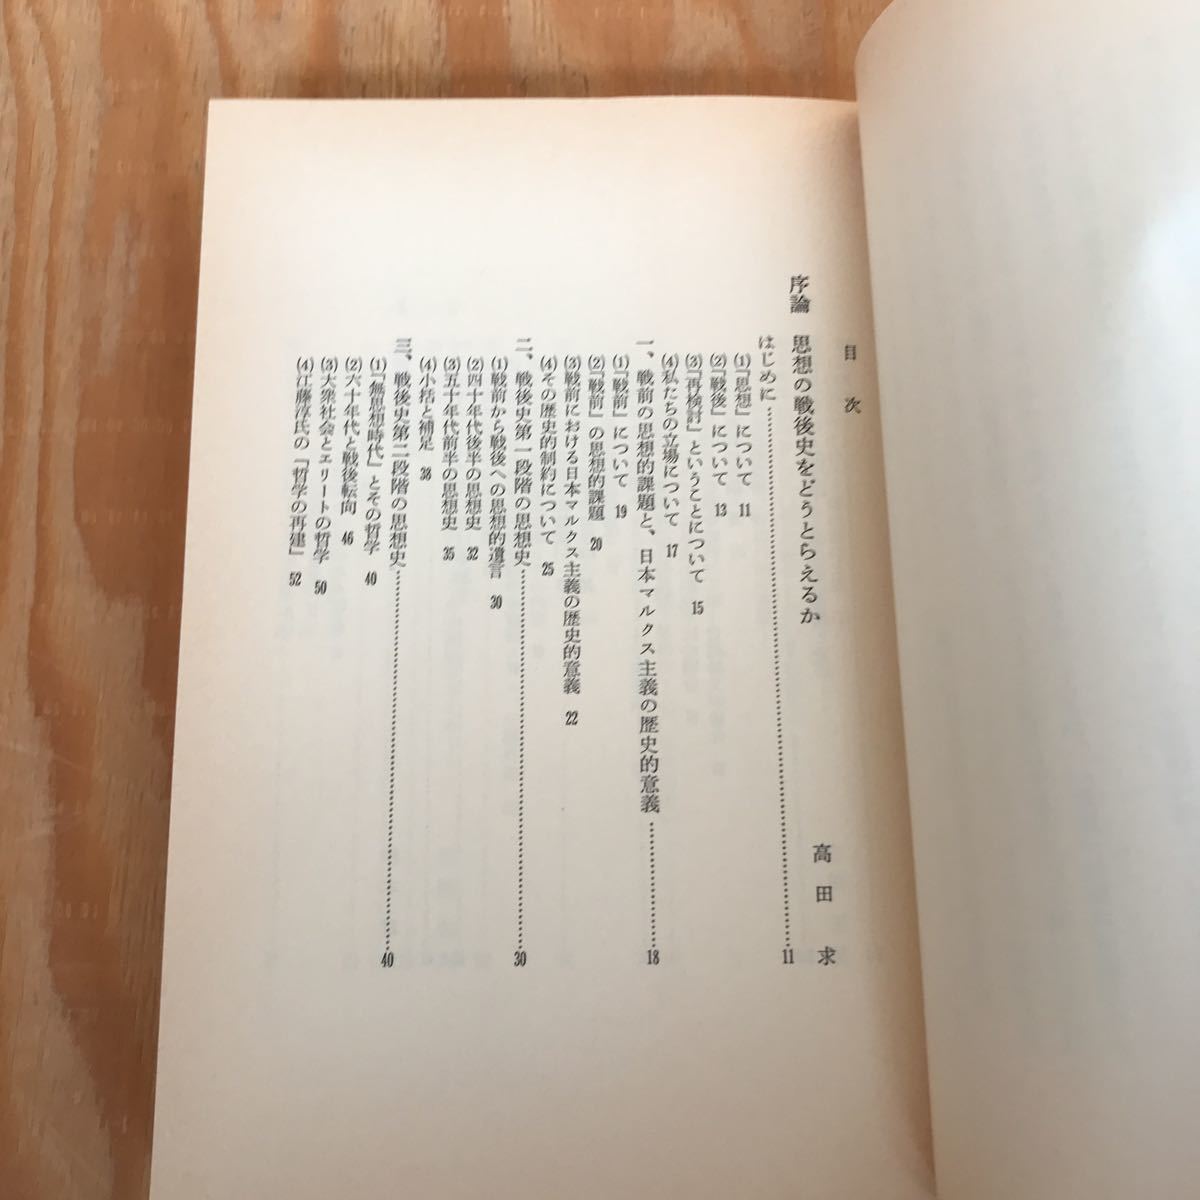 目次
序論 思想の戦後史をどうとらえるか 高田求
はじめに……………………11
(1)『思想』について 11
(2)『戦後』について 13
(3)『再検討』ということについて 15
(4)私たちの立場について 17
一、戦前の思想的課題と、日本マルクス主義の歴史的意義…………18
(1)『戦前』について 19
(2)『戦前』の思想的課題 20
(3)戦前における日本マルクス主義の歴史的意義 22
(4)その歴史的制約について 25
二、戦後史第一段階の思想史……………………30
(1)戦前から戦後への思想的遺言 30
(2)四十年代後半の思想史 32
(3)五十年代前半の思想史 35
(4)小括と補足 38
三、戦後史第二段階の思想史……………………40
(1)『無思想時代』とその哲学 40
(2)六十年代と戦後転向 46
(3)大衆社会とエリートの哲学 50
(4)江藤淳氏の『哲学の再建』 52